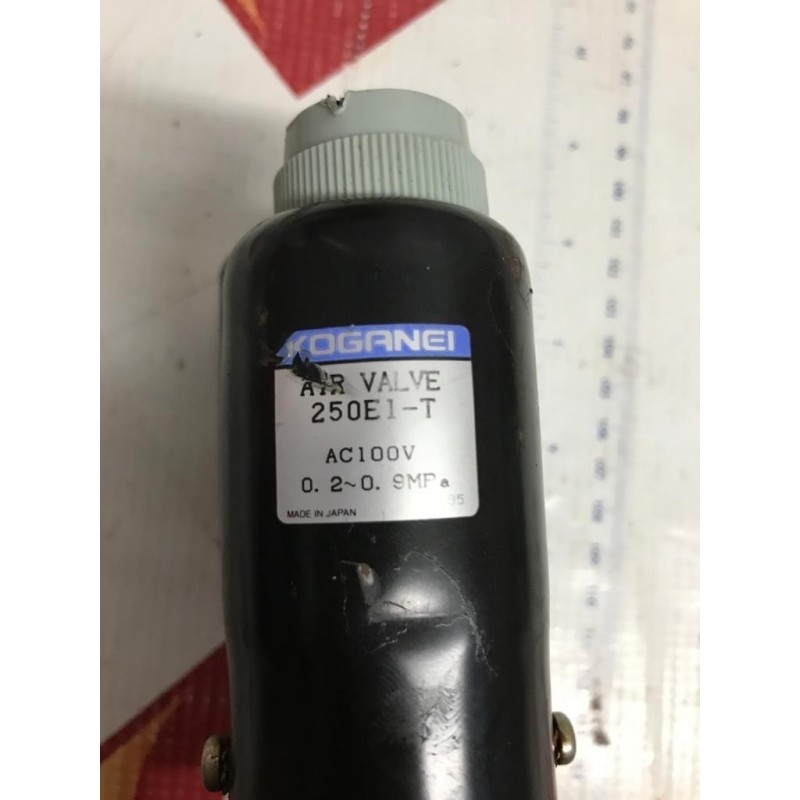 KOGANEI
AIR VALVE
250E1-T
AC100V
0.2~0.9MPa
95
MADE IN JAPAN